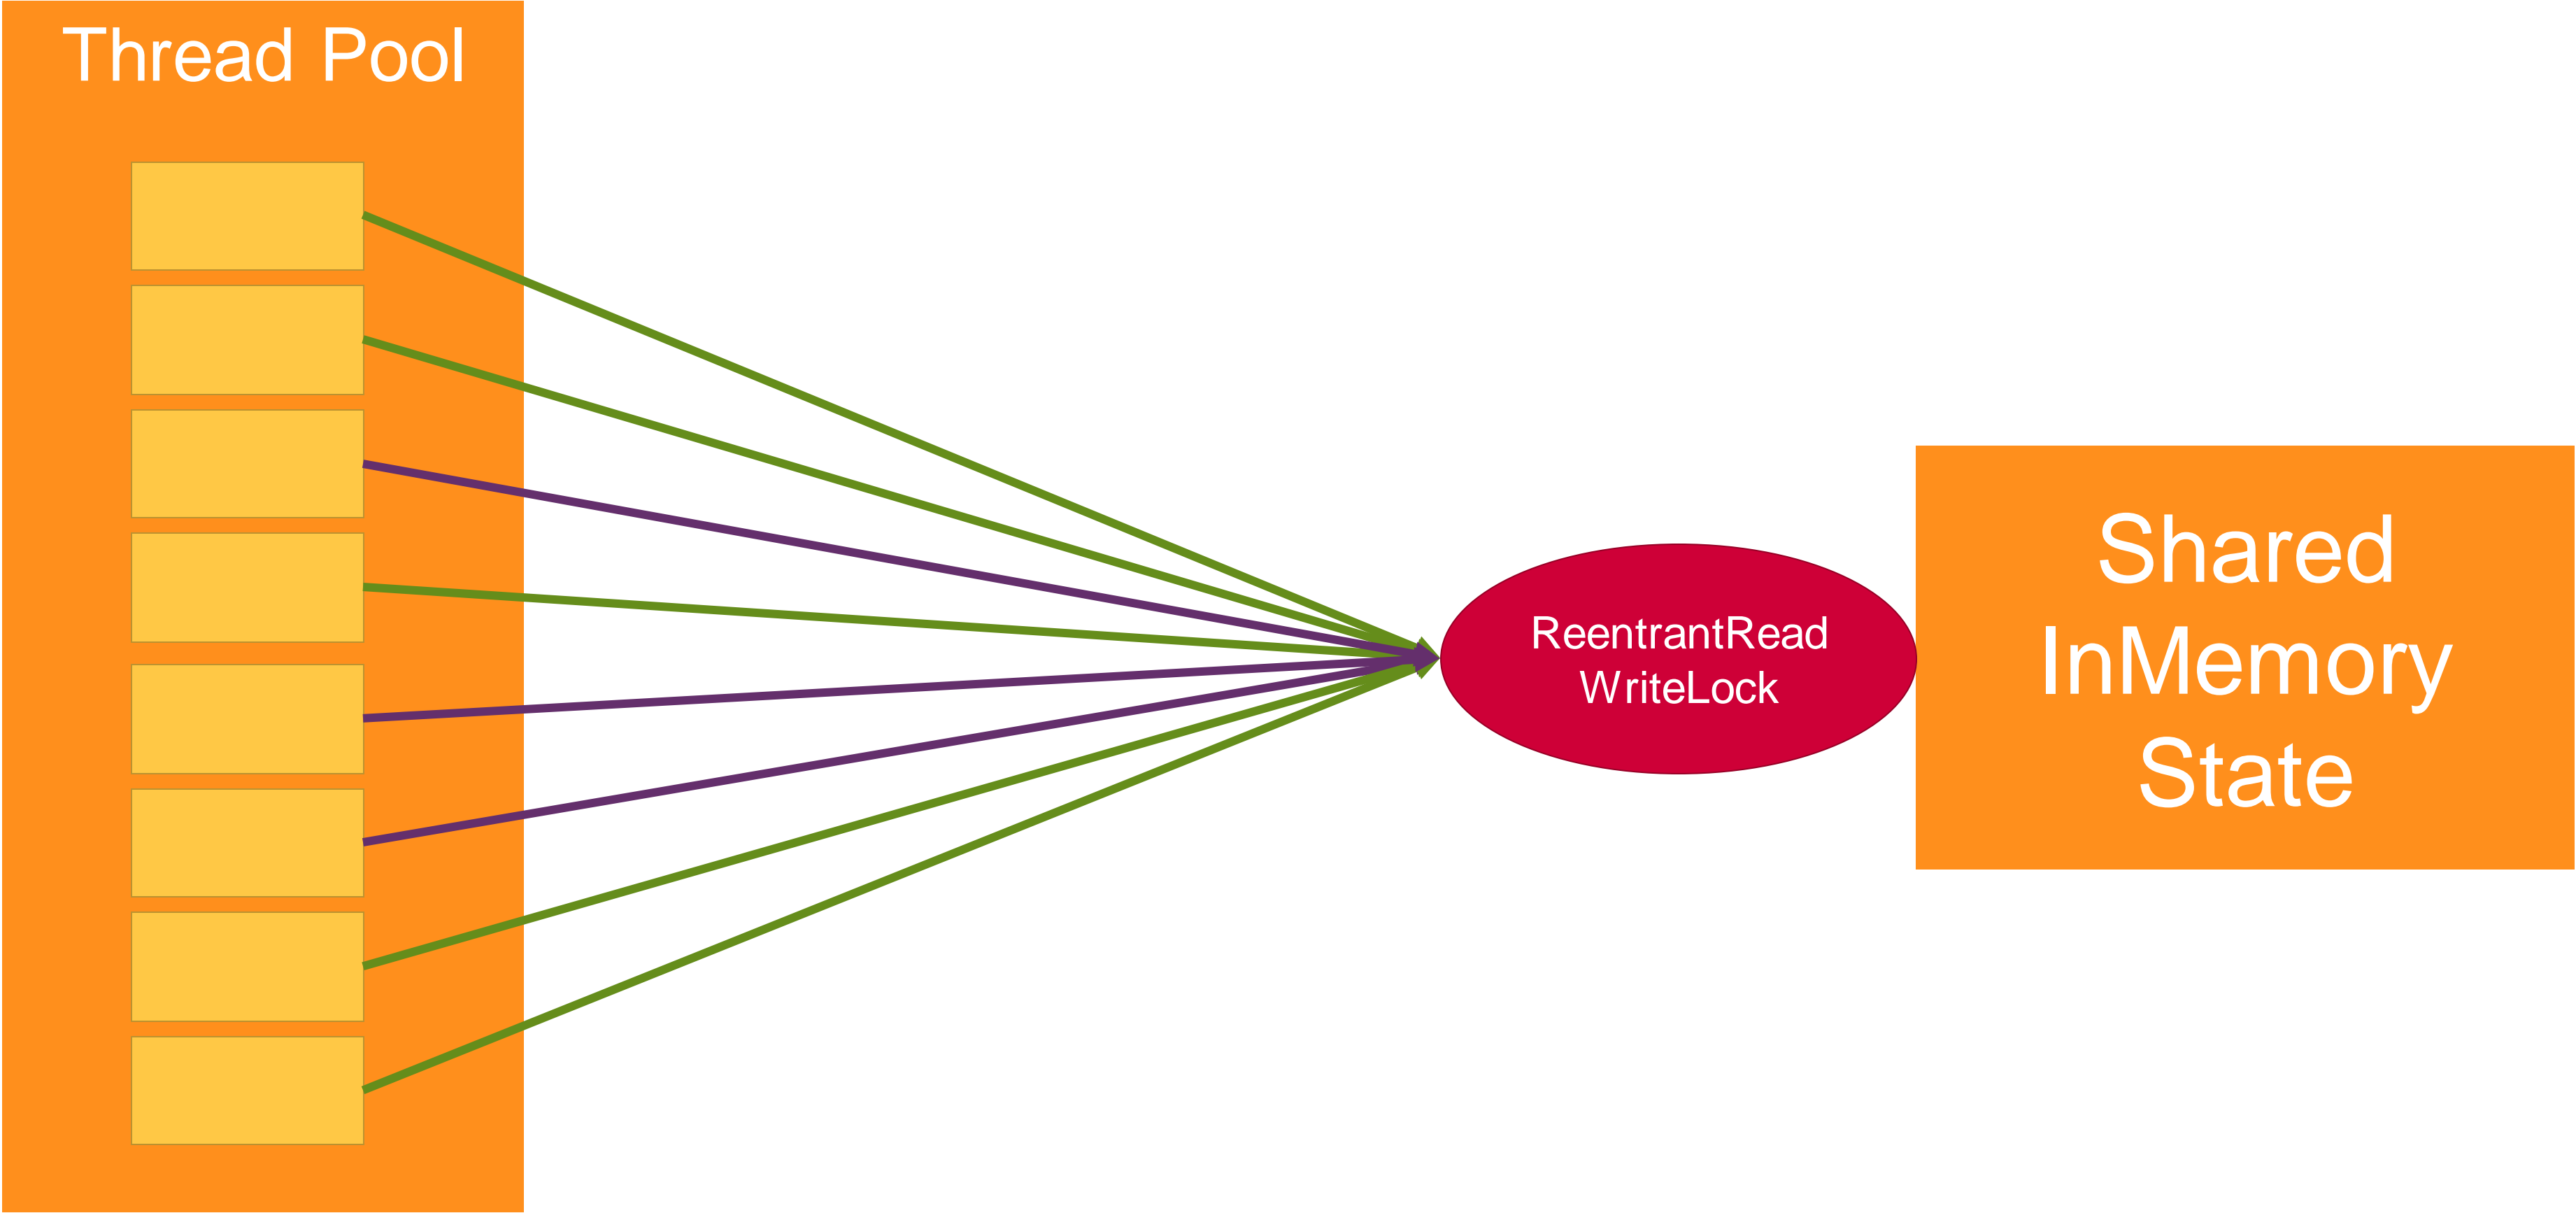 Thread Pool
ReentrantRead
WriteLock
Shared
InMemory
State